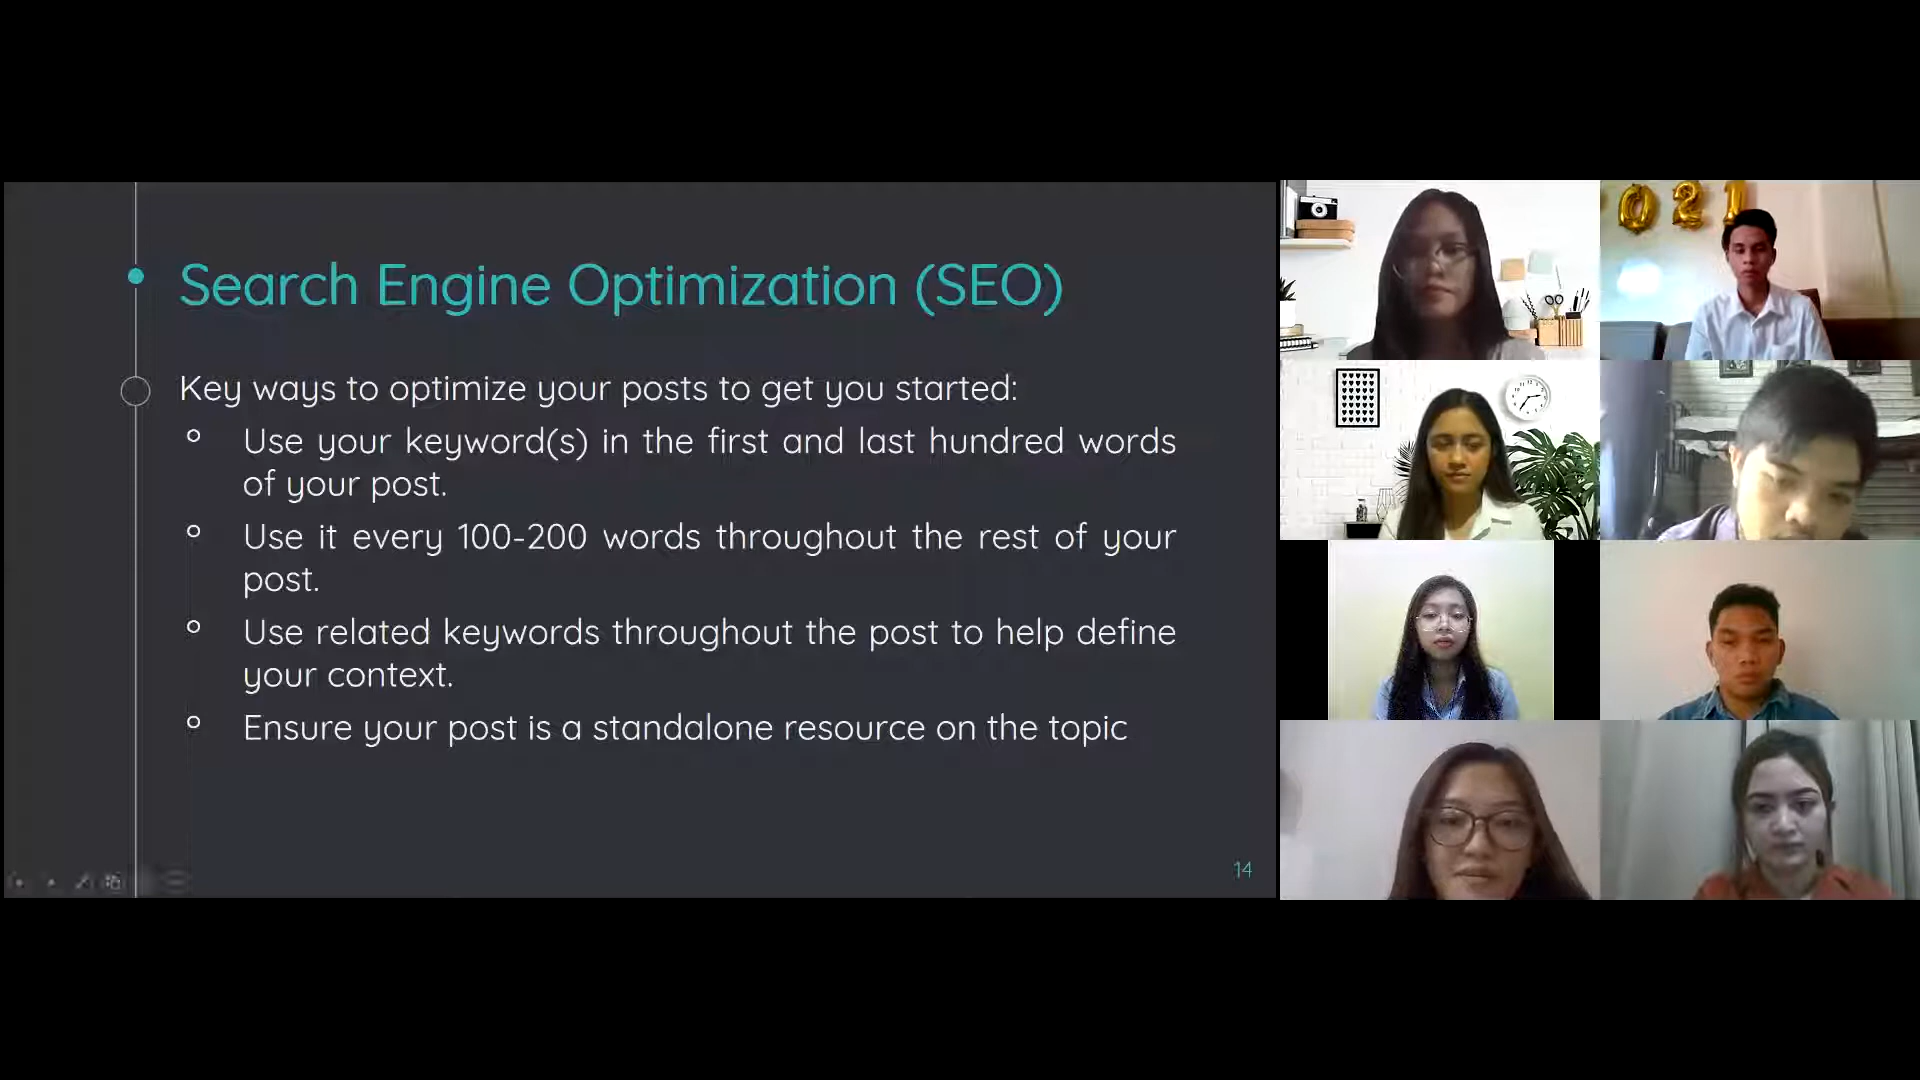 Search Engine Optimization (SEO)
Key ways to optimize your posts to get you started:
Use your keyword(s) in the first and last hundred words
of your post.
Use it every 100-200 words throughout the rest of your
post.
Use related keywords throughout the post to help define
your context.
Ensure your post is a standalone resource on the topic
14
021